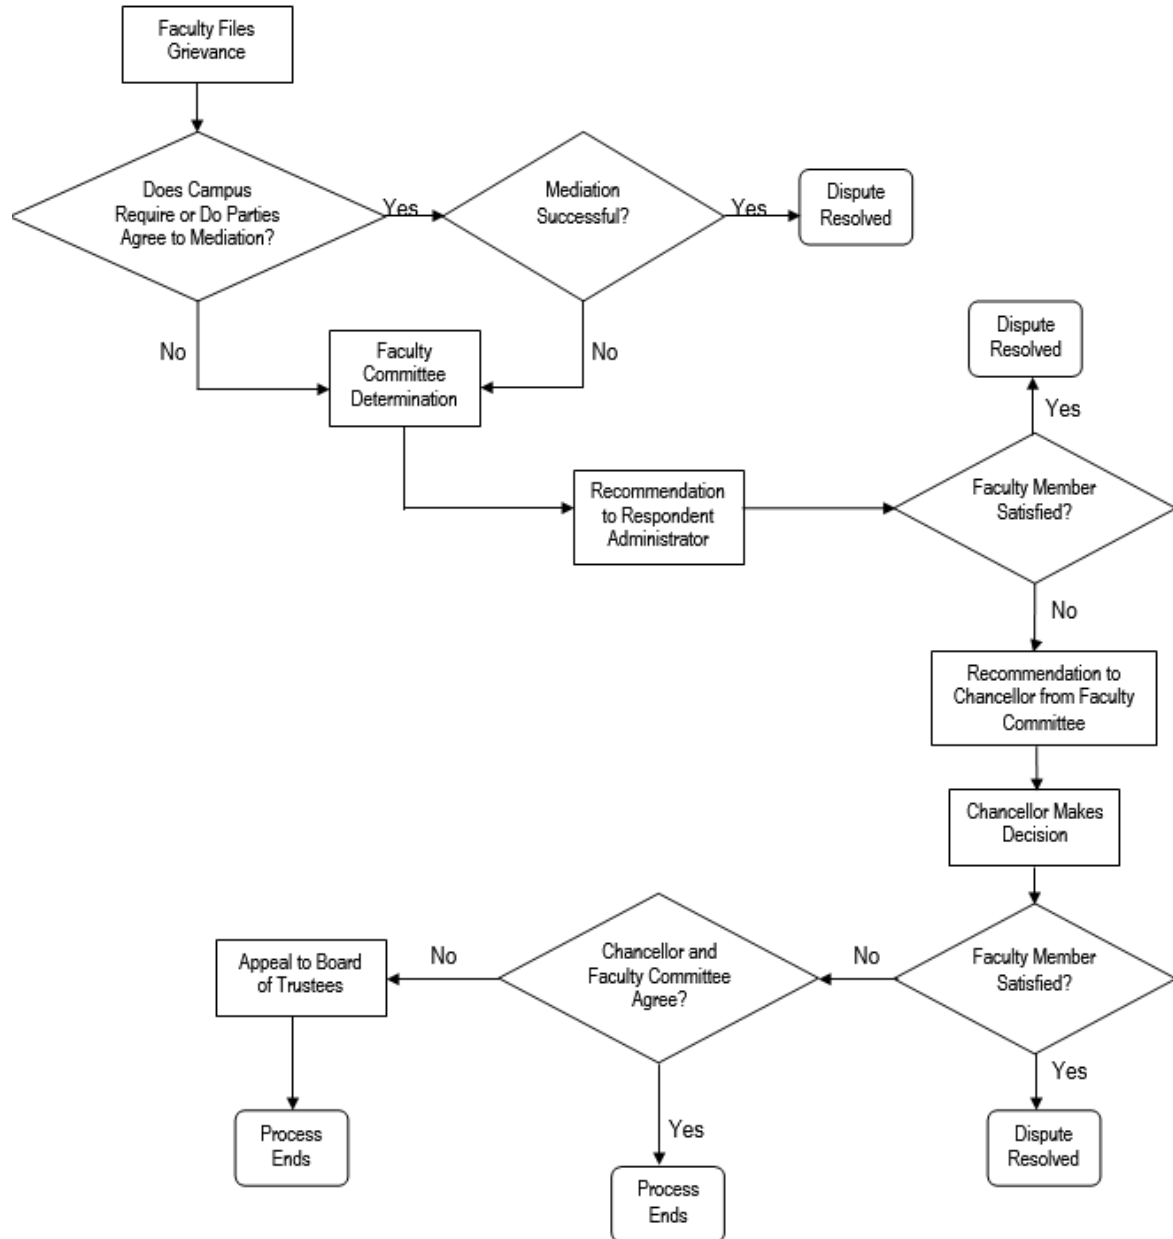 Faculty Files
Grievance
Does Campus
Require or Do Parties
Agree to Mediation?
Yes
Mediation
Successful?
Yes
Dispute
Resolved
No
No
Faculty
Committee
Determination
Dispute
Resolved
Yes
Recommendation
to Respondent
Administrator
Faculty Member
Satisfied?
No
Recommendation to
Chancellor from Faculty
Committee
Chancellor Makes
Decision
Faculty Member
Satisfied?
No
Chancellor and
Faculty Committee
Agree?
No
Appeal to Board
of Trustees
Yes
Dispute
Resolved
Yes
Process
Ends
Process
Ends